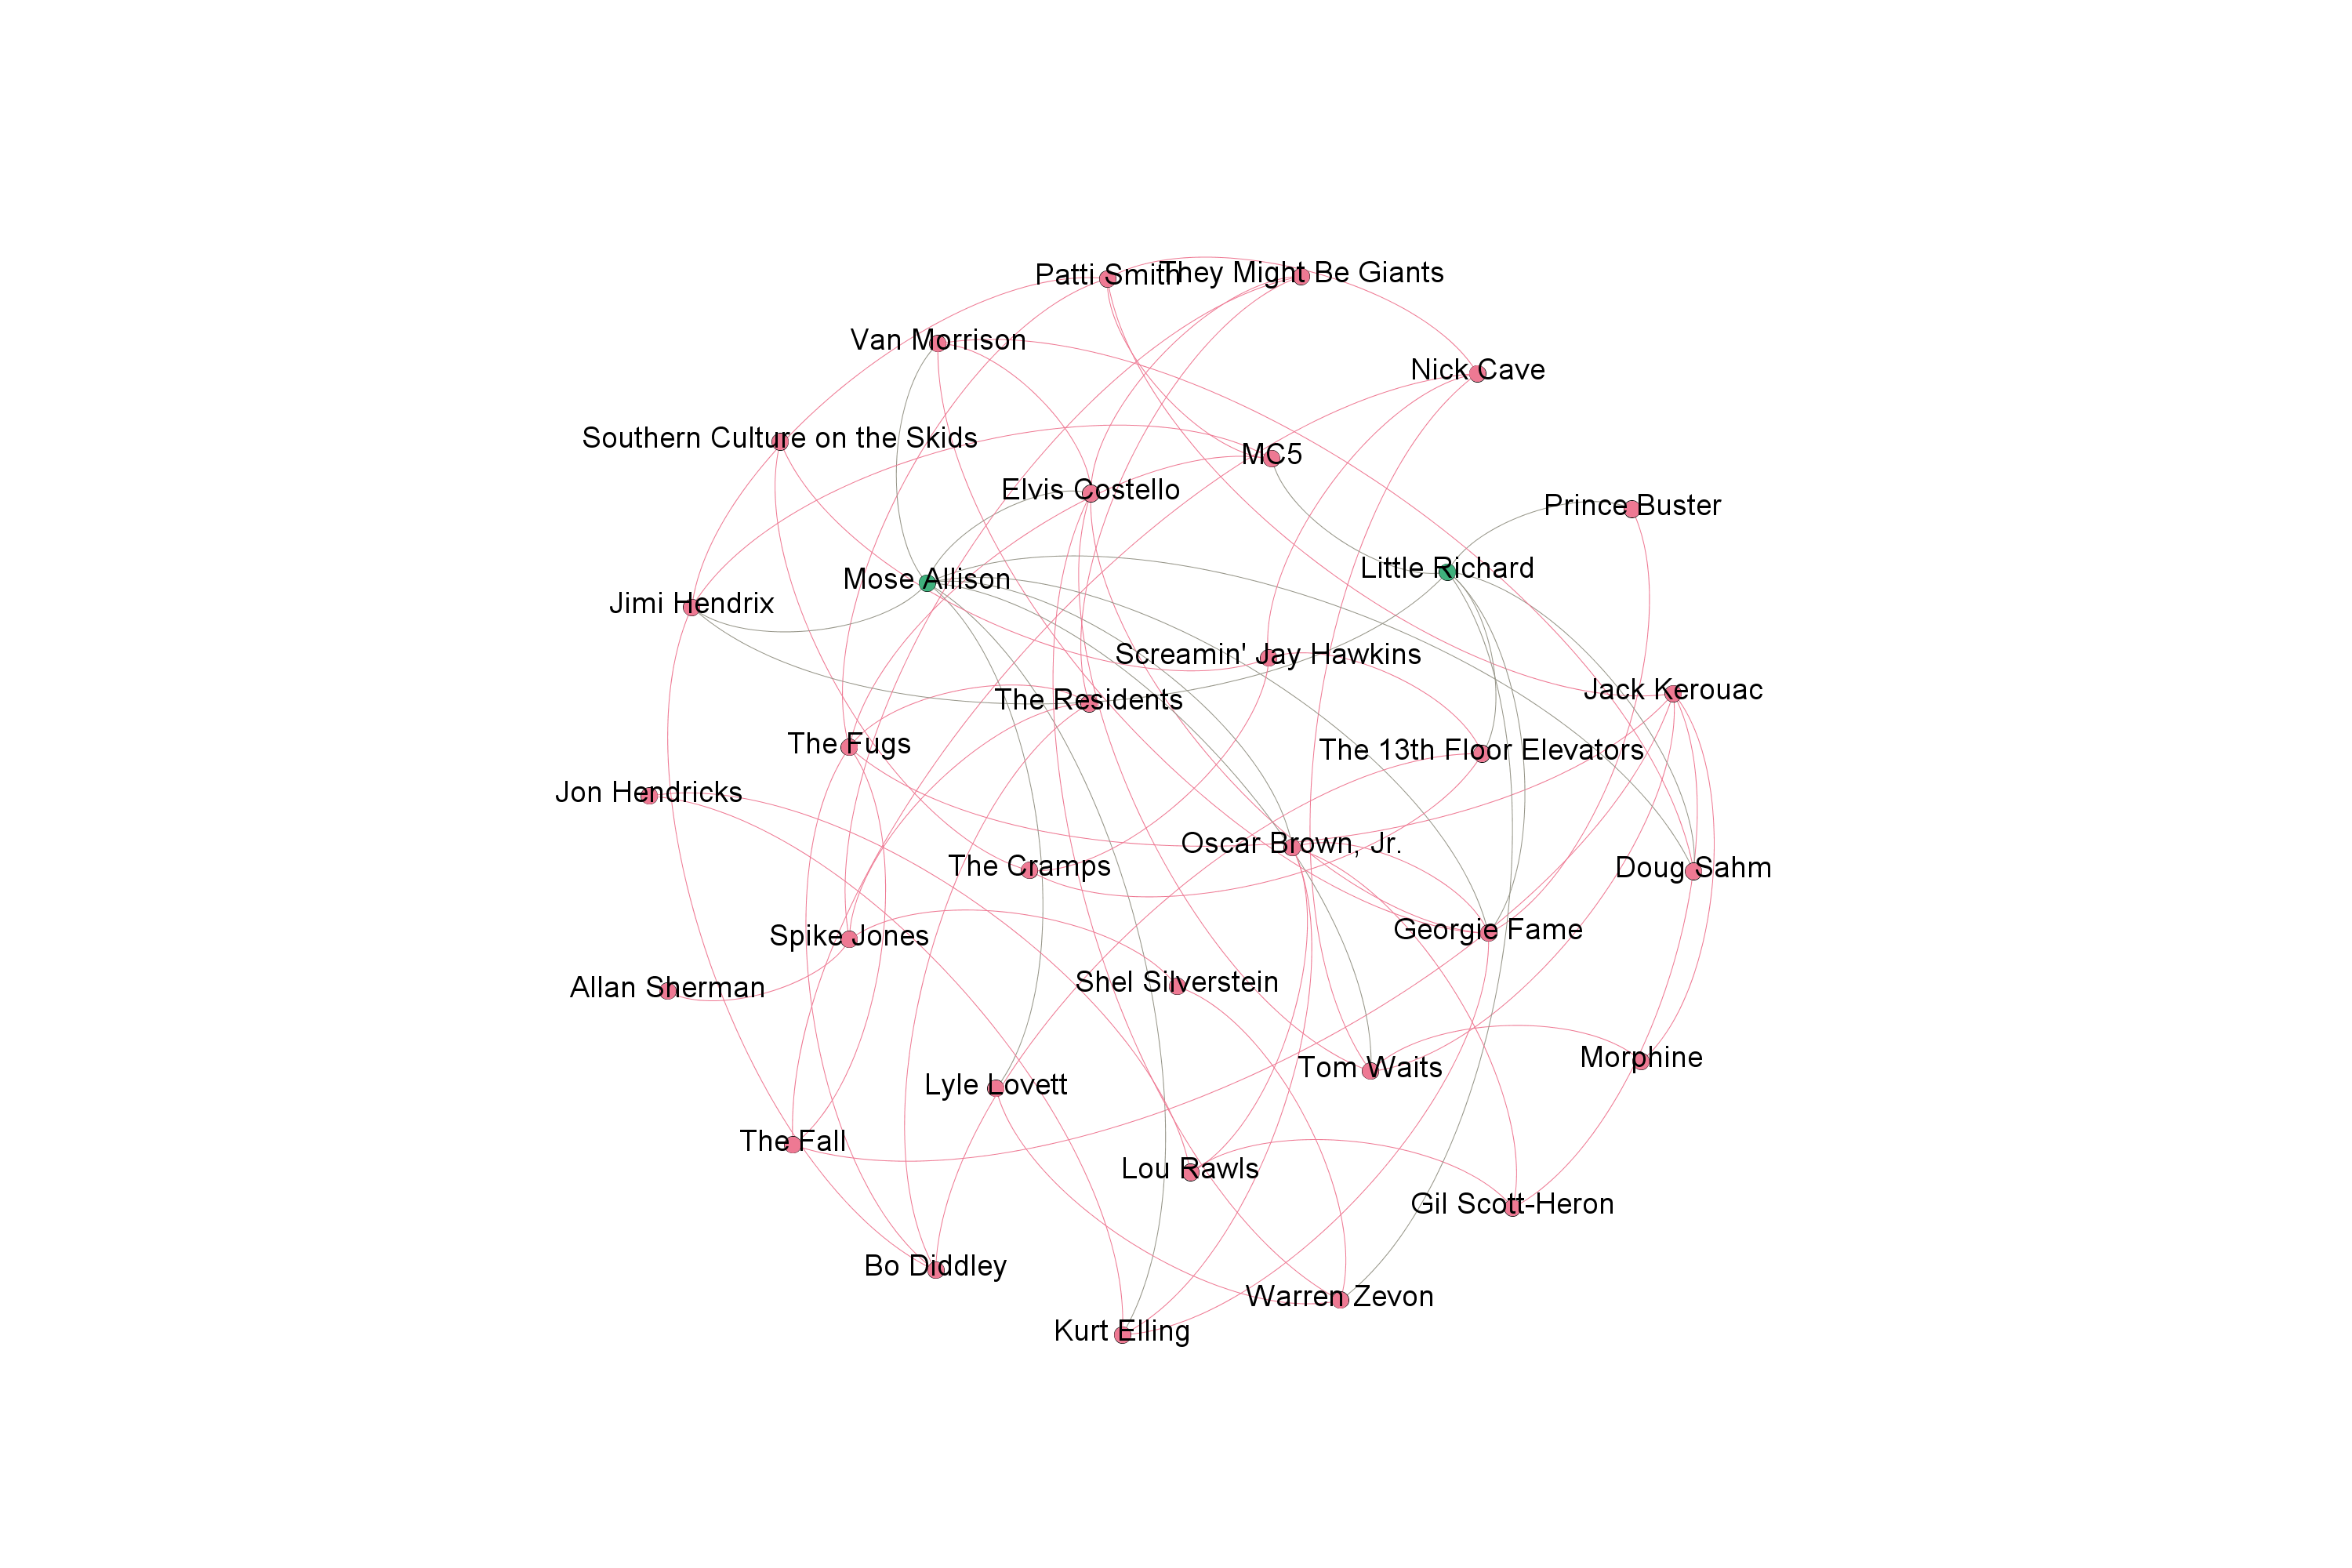 Patti Smith
They Might Be Giants
Van Morrison
Nick Cave
Southern Culture on the Skids
MC5
Elvis Costello
Prince Buster
Little Richard
Mose Allison
Jimi Hendrix
Screamin' Jay Hawkins
Jack Kerouac
The Residents
The Fugs
The 13th Floor Elevators
Jon Hendricks
Oscar Brown, Jr.
The Cramps
Doug Sahm
Georgie Fame
Spike Jones
Shel Silverstein
Allan Sherman
Morphine
Tom Waits
Lyle Lovett
The Fall
Lou Rawls
Gil Scott-Heron
Bo Diddley
Warren Zevon
Kurt Elling